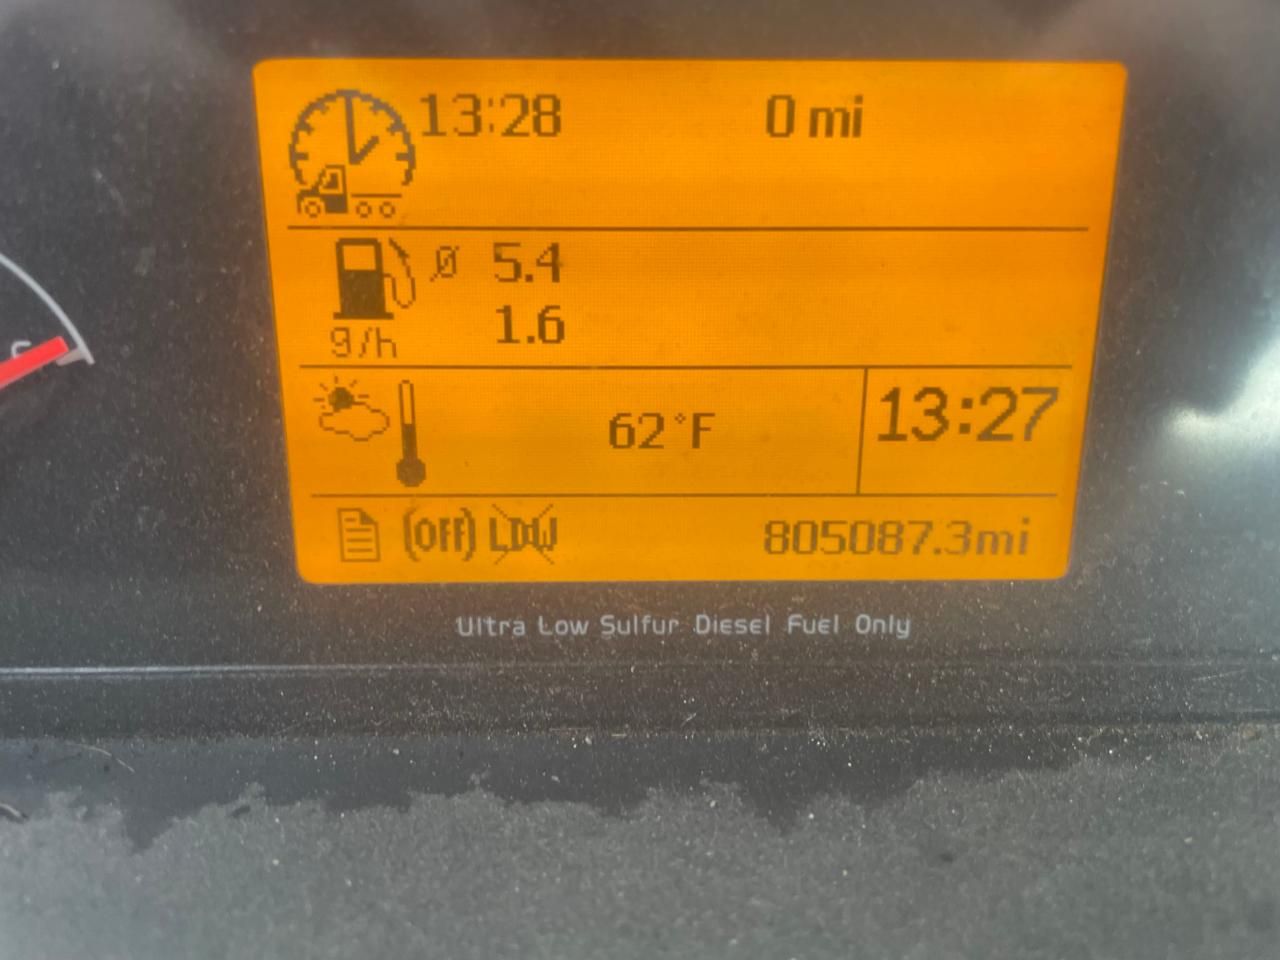 13:28 0 mi
ø 5.4
1.6
g/h
62°F
13:27
(OFF) LDW 805087.3mi
Ultra Low Sulfur Diesel Fuel Only